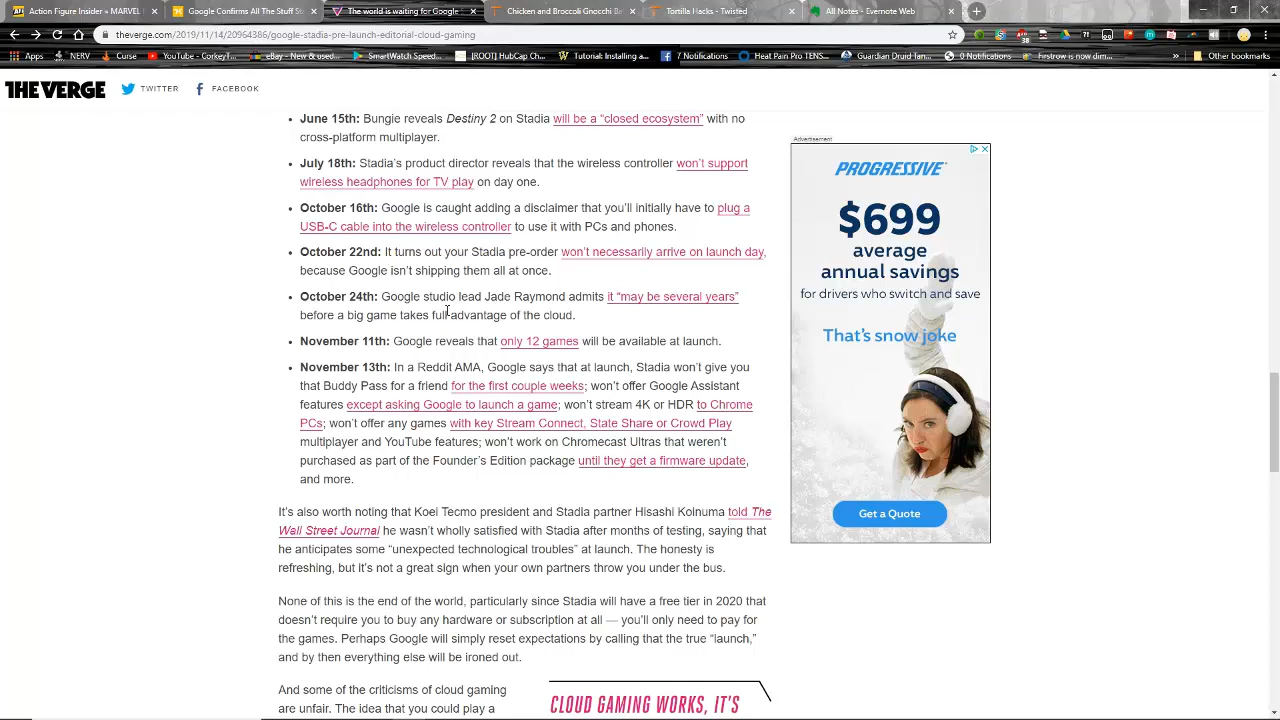 Action Figure Insider » MARVEL
Google Confirms All The Stuff St
The world is waiting for Google
Chicken and Broccoli Gnocchi Be
Tortilla Hacks - Twisted
All Notes - Evernote Web
theverge.com/2019/11/14/20964386/google-stadia-pre-launch-editorial-cloud-gaming
Apps
NERV
Curse
YouTube - CorkeyT...
eBay - New & used...
SmartWatch Speed...
[ROOT] HubCap Ch...
Tutorial: Installing a...
7 Notifications
Heat Pain Pro TENS...
Guardian Druid Tan...
0 Notifications
Firstrow is now dim...
»
Other bookmarks
THE VERGE
TWITTER
FACEBOOK
• June 15th: Bungie reveals Destiny 2 on Stadia will be a “closed ecosystem” with no
cross-platform multiplayer.
• July 18th: Stadia’s product director reveals that the wireless controller won’t support
wireless headphones for TV play on day one.
• October 16th: Google is caught adding a disclaimer that you’ll initially have to plug a
USB-C cable into the wireless controller to use it with PCs and phones.
• October 22nd: It turns out your Stadia pre-order won’t necessarily arrive on launch day,
because Google isn’t shipping them all at once.
• October 24th: Google studio lead Jade Raymond admits it “may be several years”
before a big game takes full advantage of the cloud.
• November 11th: Google reveals that only 12 games will be available at launch.
• November 13th: In a Reddit AMA, Google says that at launch, Stadia won’t give you
that Buddy Pass for a friend for the first couple weeks; won’t offer Google Assistant
features except asking Google to launch a game; won’t stream 4K or HDR to Chrome
PCs; won’t offer any games with key Stream Connect, State Share or Crowd Play
multiplayer and YouTube features; won’t work on Chromecast Ultras that weren’t
purchased as part of the Founder’s Edition package until they get a firmware update,
and more.
It’s also worth noting that Koei Tecmo president and Stadia partner Hisashi Koinuma told The
Wall Street Journal he wasn’t wholly satisfied with Stadia after months of testing, saying that
he anticipates some “unexpected technological troubles” at launch. The honesty is
refreshing, but it’s not a great sign when your own partners throw you under the bus.
None of this is the end of the world, particularly since Stadia will have a free tier in 2020 that
doesn’t require you to buy any hardware or subscription at all — you’ll only need to pay for
the games. Perhaps Google will simply reset expectations by calling that the true “launch,”
and by then everything else will be ironed out.
And some of the criticisms of cloud gaming
are unfair. The idea that you could play a
CLOUD GAMING WORKS, IT’S
Advertisement
PROGRESSIVE
$699
average
annual savings
for drivers who switch and save
That’s snow joke
Get a Quote